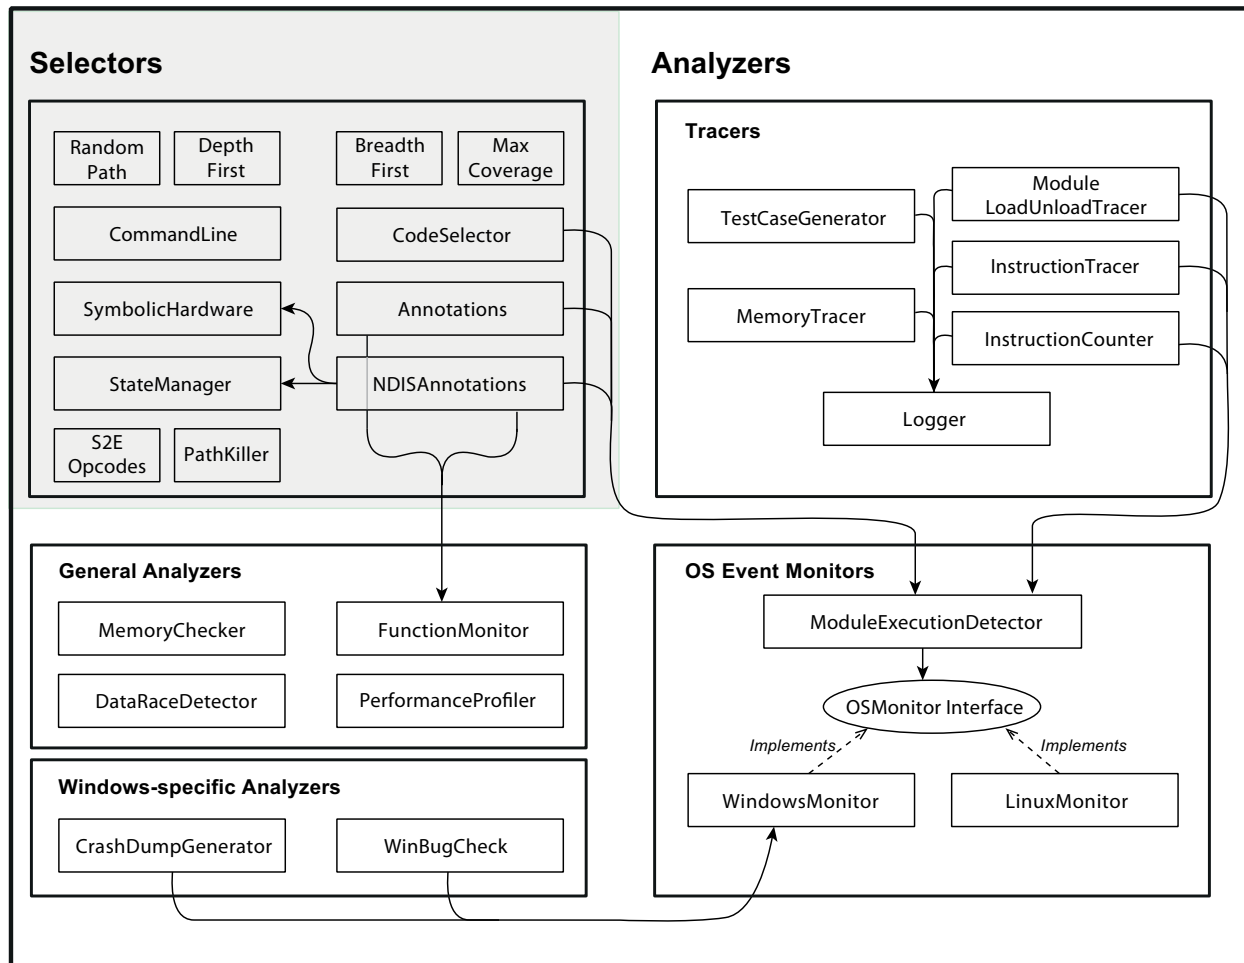 Selectors
Random
Path
Depth
First
Breadth
First
Max
Coverage
CommandLine
CodeSelector
SymbolicHardware
Annotations
StateManager
NDISAnnotations
S2E
Opcodes
PathKiller
Analyzers
Tracers
TestCaseGenerator
Module
LoadUnloadTracer
InstructionTracer
MemoryTracer
InstructionCounter
Logger
General Analyzers
MemoryChecker
FunctionMonitor
DataRaceDetector
PerformanceProfiler
Windows-specific Analyzers
CrashDumpGenerator
WinBugCheck
OS Event Monitors
ModuleExecutionDetector
OSMonitor Interface
Implements
Implements
WindowsMonitor
LinuxMonitor